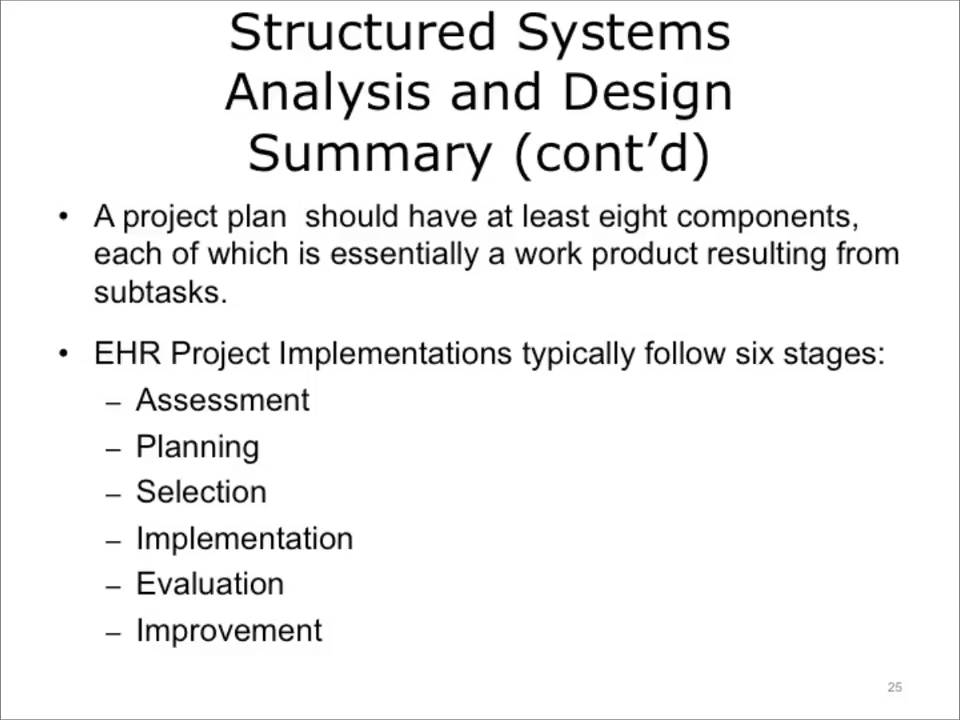 Structured Systems
Analysis and Design
Summary (cont’d)
• A project plan  should have at least eight components,
each of which is essentially a work product resulting from
subtasks.
• EHR Project Implementations typically follow six stages:
– Assessment
– Planning
– Selection
– Implementation
– Evaluation
– Improvement
25